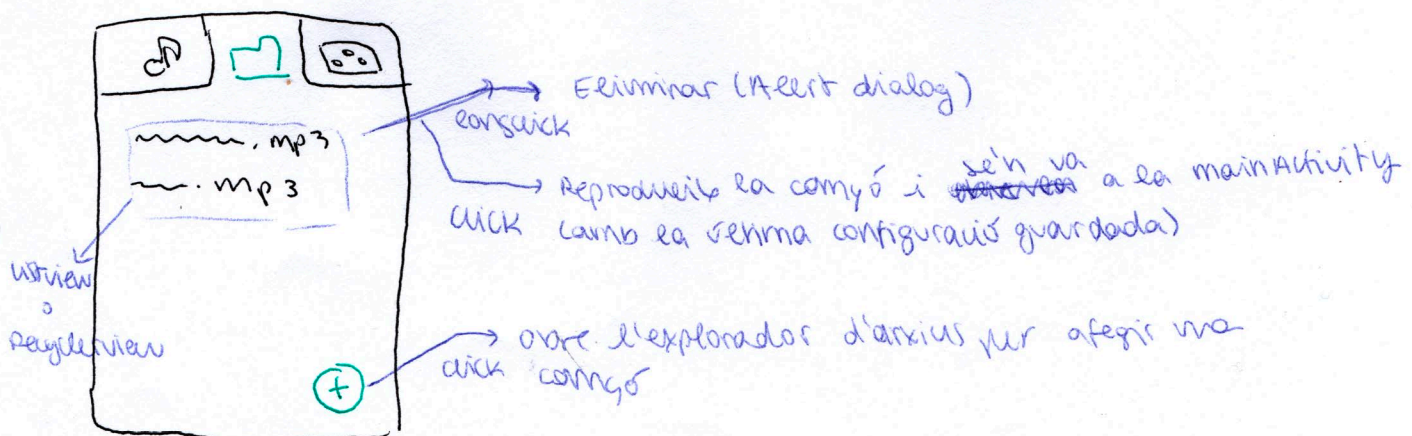 .mp3
.mp3
→ Eliminar (Alert dialog)
longclick
→ Reprodueix la cançó i se'n va a la mainActivity
click (amb la última configuració guardada)
listview
o
Recyclerview
+
→ obre l'explorador d'arxius per afegir una
click cançó